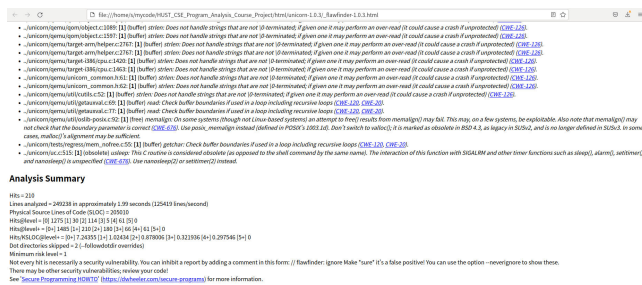 file:///home/s/mycode/HUST_CSE_Program_Analysis_Course_Project/html/unicorn-1.0.3/_flawfinder-1.0.3.html
../unicorn/qemu/qom/object.c:1089: [1] (buffer) strlen: Does not handle strings that are not \0-terminated; if given one it may perform an over-read (it could cause a crash if unprotected) (CWE-126).
../unicorn/qemu/qom/object.c:1597: [1] (buffer) strlen: Does not handle strings that are not \0-terminated; if given one it may perform an over-read (it could cause a crash if unprotected) (CWE-126).
../unicorn/qemu/target-arm/helper.c:2767: [1] (buffer) strlen: Does not handle strings that are not \0-terminated; if given one it may perform an over-read (it could cause a crash if unprotected) (CWE-126).
../unicorn/qemu/target-arm/helper.c:2767: [1] (buffer) strlen: Does not handle strings that are not \0-terminated; if given one it may perform an over-read (it could cause a crash if unprotected) (CWE-126).
../unicorn/qemu/target-i386/cpu.c:1420: [1] (buffer) strlen: Does not handle strings that are not \0-terminated; if given one it may perform an over-read (it could cause a crash if unprotected) (CWE-126).
../unicorn/qemu/target-i386/cpu.c:1463: [1] (buffer) strlen: Does not handle strings that are not \0-terminated; if given one it may perform an over-read (it could cause a crash if unprotected) (CWE-126).
../unicorn/qemu/unicorn_common.h:61: [1] (buffer) strlen: Does not handle strings that are not \0-terminated; if given one it may perform an over-read (it could cause a crash if unprotected) (CWE-126).
../unicorn/qemu/unicorn_common.h:62: [1] (buffer) strlen: Does not handle strings that are not \0-terminated; if given one it may perform an over-read (it could cause a crash if unprotected) (CWE-126).
../unicorn/qemu/util/cutils.c:52: [1] (buffer) strlen: Does not handle strings that are not \0-terminated; if given one it may perform an over-read (it could cause a crash if unprotected) (CWE-126).
../unicorn/qemu/util/getauxval.c:69: [1] (buffer) read: Check buffer boundaries if used in a loop including recursive loops (CWE-120, CWE-20).
../unicorn/qemu/util/getauxval.c:77: [1] (buffer) read: Check buffer boundaries if used in a loop including recursive loops (CWE-120, CWE-20).
../unicorn/qemu/util/oslib-posix.c:92: [1] (free) memalign: On some systems (though not Linux-based systems) an attempt to free() results from memalign() may fail. This may, on a few systems, be exploitable. Also note that memalign() may
not check that the boundary parameter is correct (CWE-676). Use posix_memalign instead (defined in POSIX's 1003.1d). Don't switch to valloc(); it is marked as obsolete in BSD 4.3, as legacy in SUSv2, and is no longer defined in SUSv3. In some
cases, malloc()'s alignment may be sufficient.
../unicorn/tests/regress/mem_nofree.c:55: [1] (buffer) getchar: Check buffer boundaries if used in a loop including recursive loops (CWE-120, CWE-20).
../unicorn/uc.c:515: [1] (obsolete) usleep: This C routine is considered obsolete (as opposed to the shell command by the same name). The interaction of this function with SIGALRM and other timer functions such as sleep(), alarm(), setitimer(),
and nanosleep() is unspecified (CWE-676). Use nanosleep(2) or setitimer(2) instead.
Analysis Summary
Hits = 210
Lines analyzed = 249238 in approximately 1.99 seconds (125419 lines/second)
Physical Source Lines of Code (SLOC) = 205010
Hits@level = [0] 1275 [1] 30 [2] 114 [3] 5 [4] 61 [5] 0
Hits@level+ = [0+] 1485 [1+] 210 [2+] 180 [3+] 66 [4+] 61 [5+] 0
Hits/KSLOC@level+ = [0+] 7.24355 [1+] 1.02434 [2+] 0.878006 [3+] 0.321936 [4+] 0.297546 [5+] 0
Dot directories skipped = 2 (--followdotdir overrides)
Minimum risk level = 1
Not every hit is necessarily a security vulnerability. You can inhibit a report by adding a comment in this form: // flawfinder: ignore Make *sure* it's a false positive! You can use the option --neverignore to show these.
There may be other security vulnerabilities; review your code!
See 'Secure Programming HOWTO' (https://dwheeler.com/secure-programs) for more information.